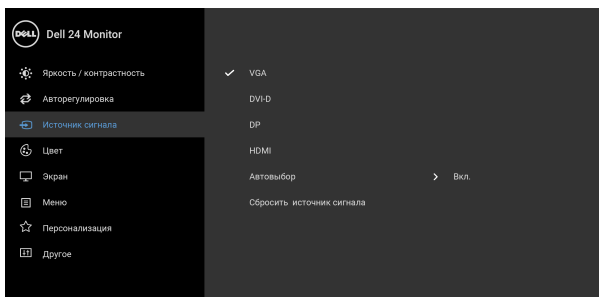 DELL
Dell 24 Monitor
Яркость / контрастность
Авторегулировка
Источник сигнала
Цвет
Экран
Меню
Персонализация
Другое
VGA
DVI-D
DP
HDMI
Автовыбор Вкл.
Сбросить источник сигнала